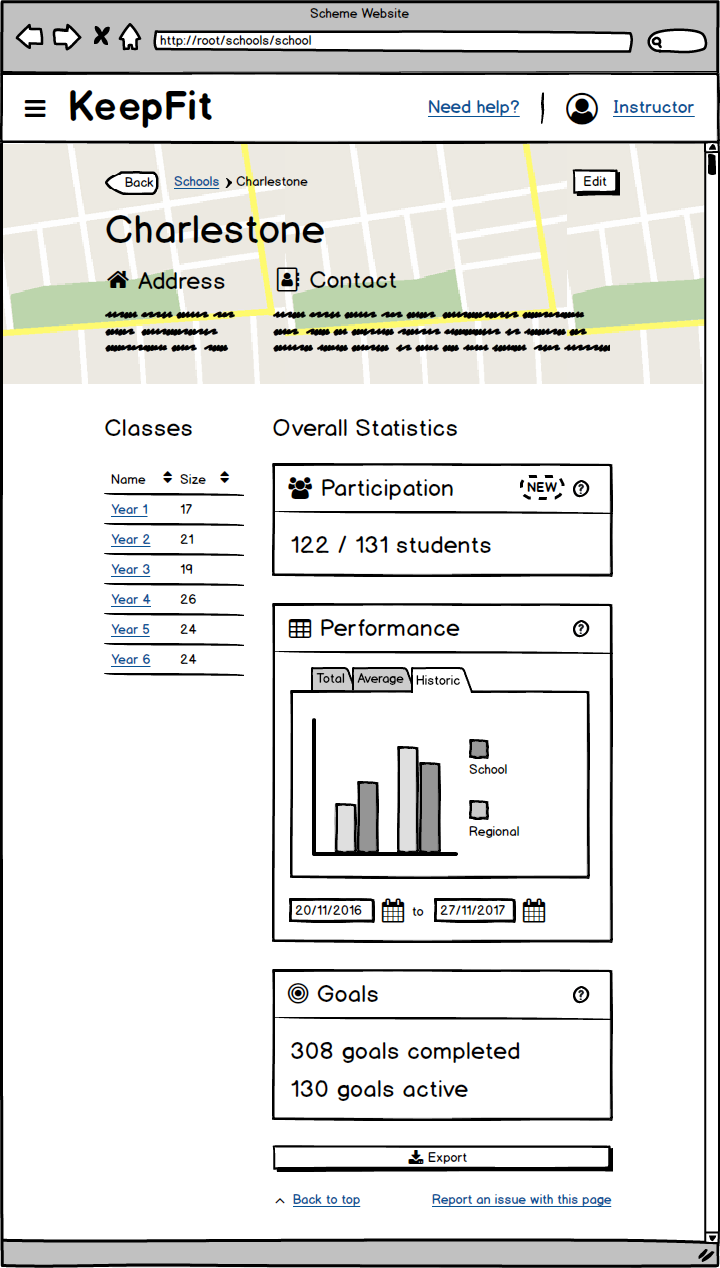 Scheme Website
http://root/schools/school
KeepFit
Need help?
Instructor
Back
Schools
Charlestone
Edit
Charlestone
Address
Contact
Classes
Name Size
Year 1 17
Year 2 21
Year 3 19
Year 4 26
Year 5 24
Year 6 24
Overall Statistics
Participation
NEW
?
122 / 131 students
Performance
?
Total
Average
Historic
School
Regional
20/11/2016 to 27/11/2017
Goals
?
308 goals completed
130 goals active
Export
Back to top
Report an issue with this page